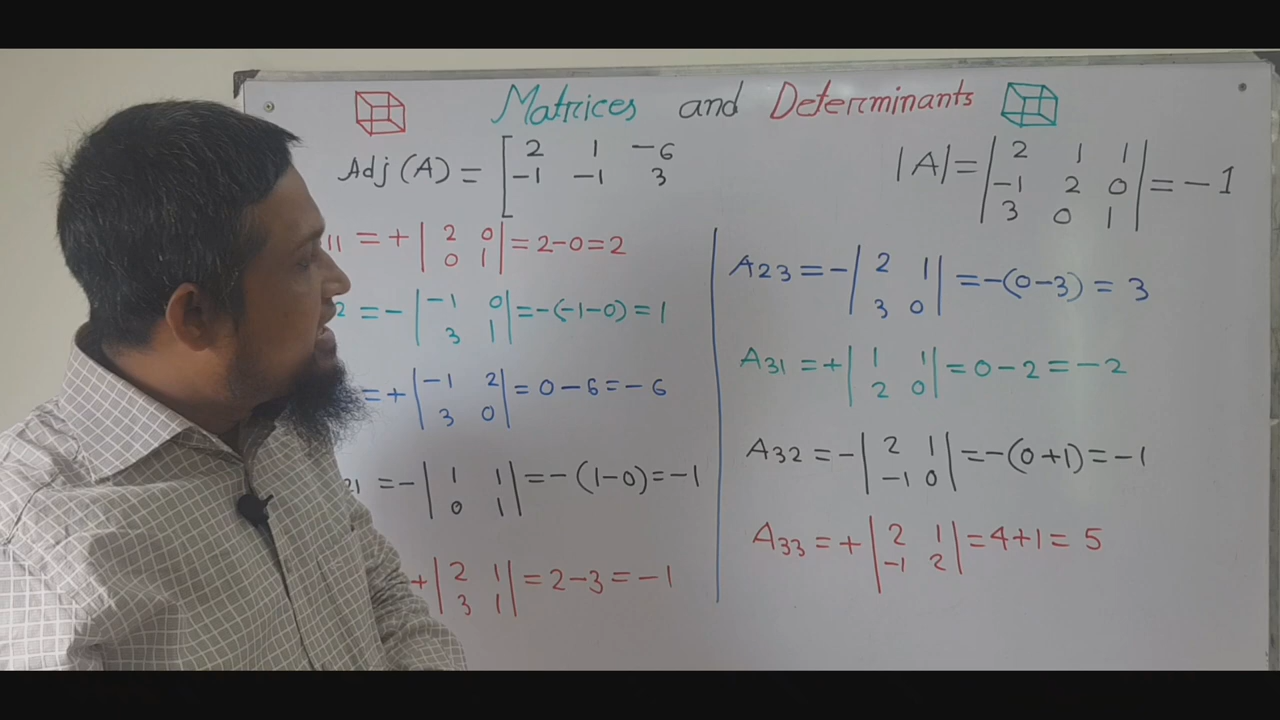 Matrices and Determinants
Adj (A) = [ 2 1 -6
-1 -1 3
|A| = | 2 1 1 |
| -1 2 0 | = -1
| 3 0 1 |
11 = + | 2 0 | = 2-0 = 2
| 0 1 |
2 = - | -1 0 | = -(-1-0) = 1
| 3 1 |
= + | -1 2 | = 0-6 = -6
| 3 0 |
21 = - | 1 1 | = -(1-0) = -1
| 0 1 |
+ | 2 1 | = 2-3 = -1
| 3 1 |
A23 = - | 2 1 | = -(0-3) = 3
| 3 0 |
A31 = + | 1 1 | = 0-2 = -2
| 2 0 |
A32 = - | 2 1 | = -(0+1) = -1
| -1 0 |
A33 = + | 2 1 | = 4+1 = 5
| -1 2 |